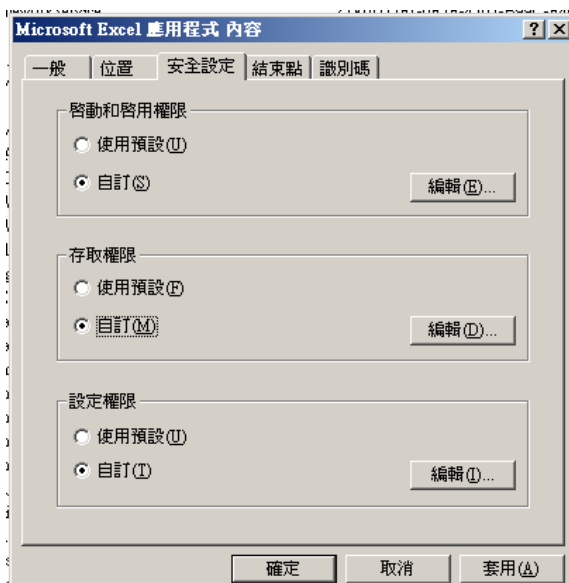 Microsoft Excel 應用程式 內容
一般 位置 安全設定 結束點 識別碼
啓動和啓用權限
使用預設(U)
自訂(S)
編輯(E)...
存取權限
使用預設(F)
自訂(M)
編輯(D)...
設定權限
使用預設(U)
自訂(T)
編輯(I)...
確定 取消 套用(A)